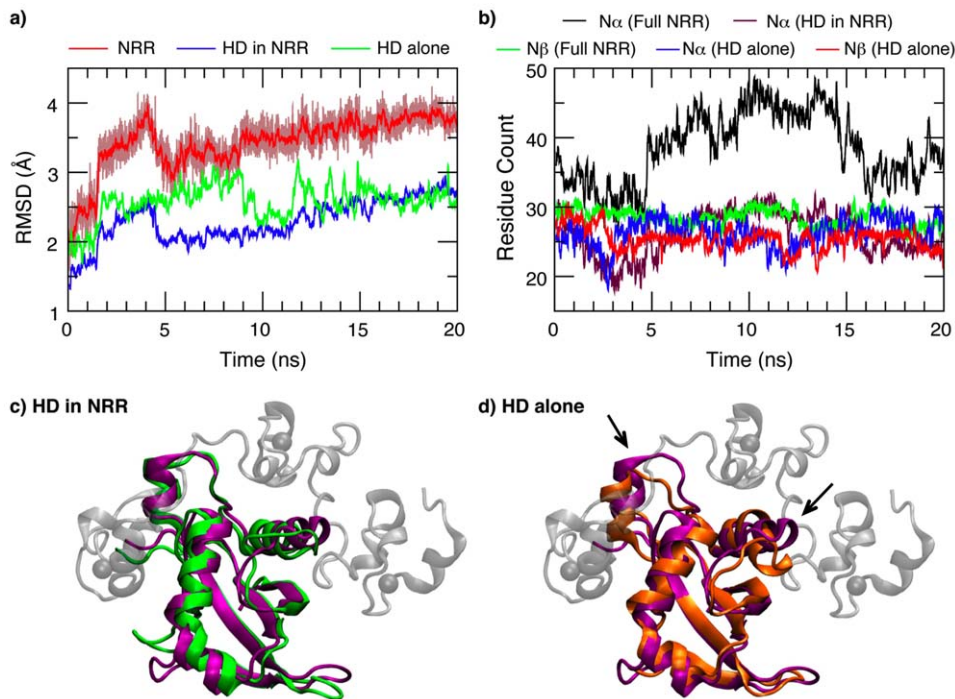 a)
NRR HD in NRR HD alone
4
3
2
1
RMSD (Å)
0 5 10 15 20
Time (ns)
b)
Nα (Full NRR) Nα (HD in NRR)
Nβ (Full NRR) Nα (HD alone) Nβ (HD alone)
50
40
30
20
Residue Count
0 5 10 15 20
Time (ns)
c) HD in NRR
d) HD alone